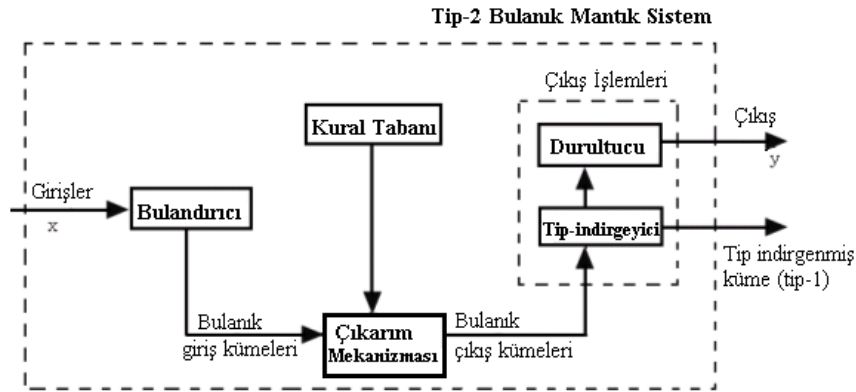 Tip-2 Bulanık Mantık Sistem
Çıkış İşlemleri
Kural Tabanı
Durultucu
Çıkış
y
Girişler
x
Bulandırıcı
Tip-indirgeyici
Tip indirgenmiş
küme (tip-1)
Bulanık
giriş kümeleri
Çıkarım
Mekanizması
Bulanık
çıkış kümeleri